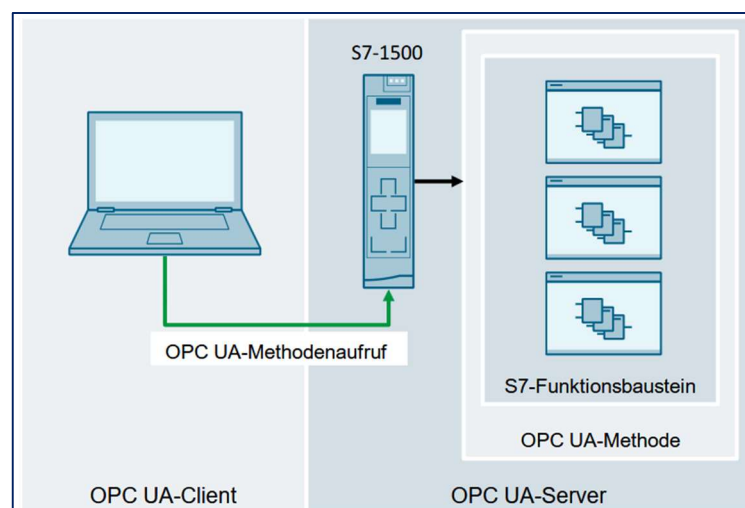 S7-1500
OPC UA-Methodenaufruf
S7-Funktionsbaustein
OPC UA-Methode
OPC UA-Client
OPC UA-Server